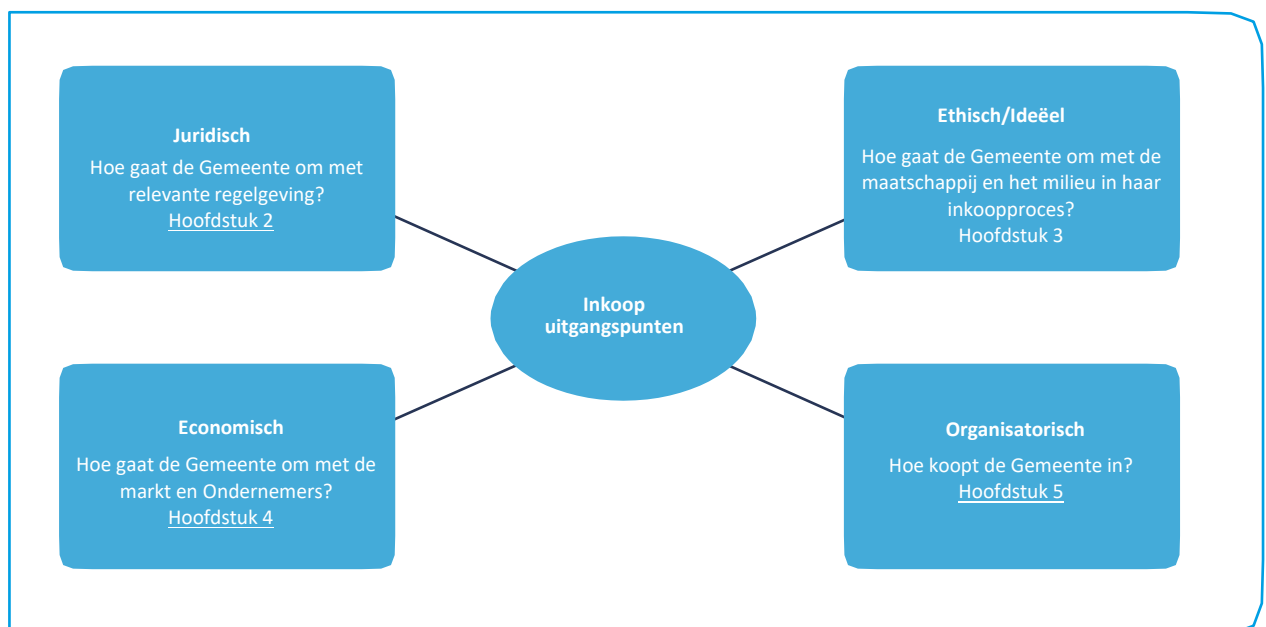 Juridisch
Hoe gaat de Gemeente om met
relevante regelgeving?
Hoofdstuk 2
Ethisch/Ideëel
Hoe gaat de Gemeente om met de
maatschappij en het milieu in haar
inkoopproces?
Hoofdstuk 3
Inkoop
uitgangspunten
Economisch
Hoe gaat de Gemeente om met de
markt en Ondernemers?
Hoofdstuk 4
Organisatorisch
Hoe koopt de Gemeente in?
Hoofdstuk 5